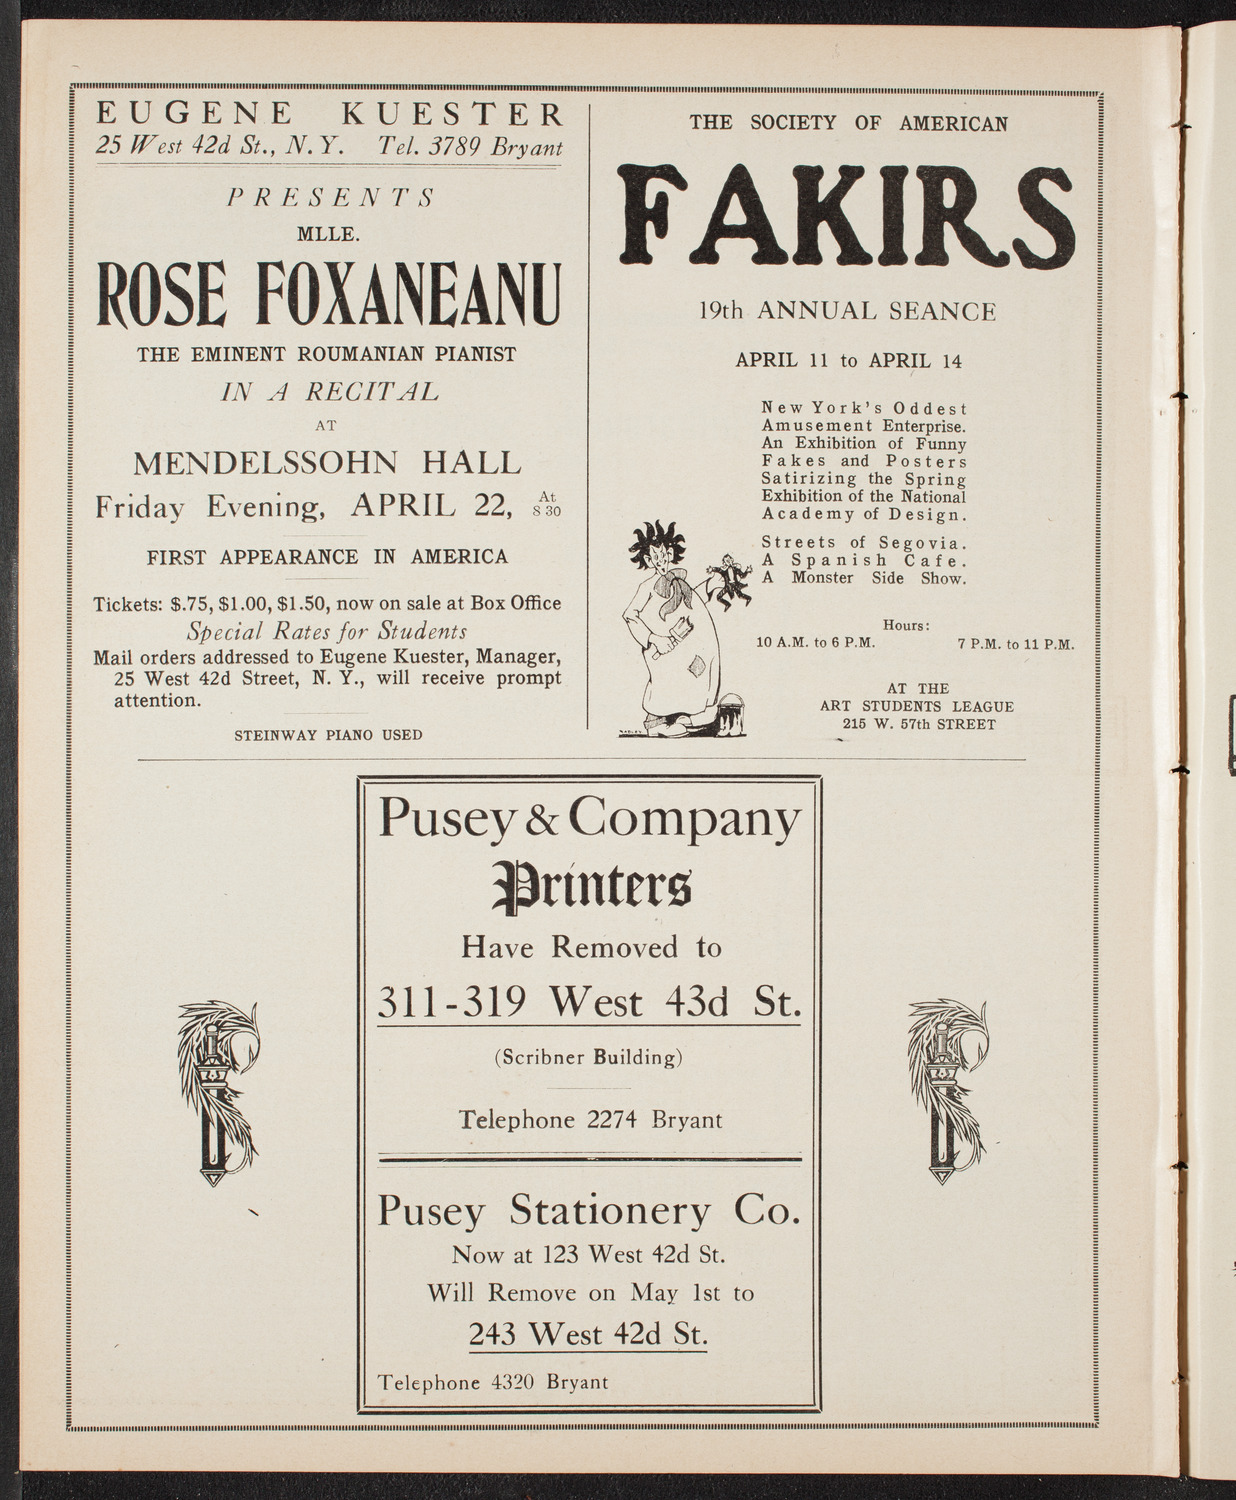 EUGENE KUESTER
25 West 42d St., N. Y. Tel. 3789 Bryant
PRESENTS
MLLE.
ROSE FOXANEANU
THE EMINENT ROUMANIAN PIANIST
IN A RECITAL
AT
MENDELSSOHN HALL
Friday Evening, APRIL 22, At 8 30
FIRST APPEARANCE IN AMERICA
Tickets: $.75, $1.00, $1.50, now on sale at Box Office
Special Rates for Students
Mail orders addressed to Eugene Kuester, Manager,
25 West 42d Street, N. Y., will receive prompt
attention.
STEINWAY PIANO USED
THE SOCIETY OF AMERICAN
FAKIRS
19th ANNUAL SEANCE
APRIL 11 to APRIL 14
New York's Oddest
Amusement Enterprise.
An Exhibition of Funny
Fakes and Posters
Satirizing the Spring
Exhibition of the National
Academy of Design.
Streets of Segovia.
A Spanish Cafe.
A Monster Side Show.
Hours:
10 A.M. to 6 P.M. 7 P.M. to 11 P.M.
AT THE
ART STUDENTS LEAGUE
215 W. 57th STREET
Pusey & Company
Printers
Have Removed to
311-319 West 43d St.
(Scribner Building)
Telephone 2274 Bryant
Pusey Stationery Co.
Now at 123 West 42d St.
Will Remove on May 1st to
243 West 42d St.
Telephone 4320 Bryant